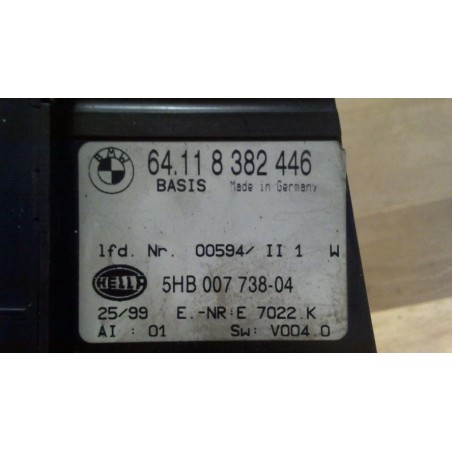 BMW
64.11 8 382 446
BASIS Made in Germany
lfd. Nr. 00594/ II 1 W
HELLA
5HB 007 738-04
25/99 E.-NR:E 7022.K
AI : 01 Sw: V004.0